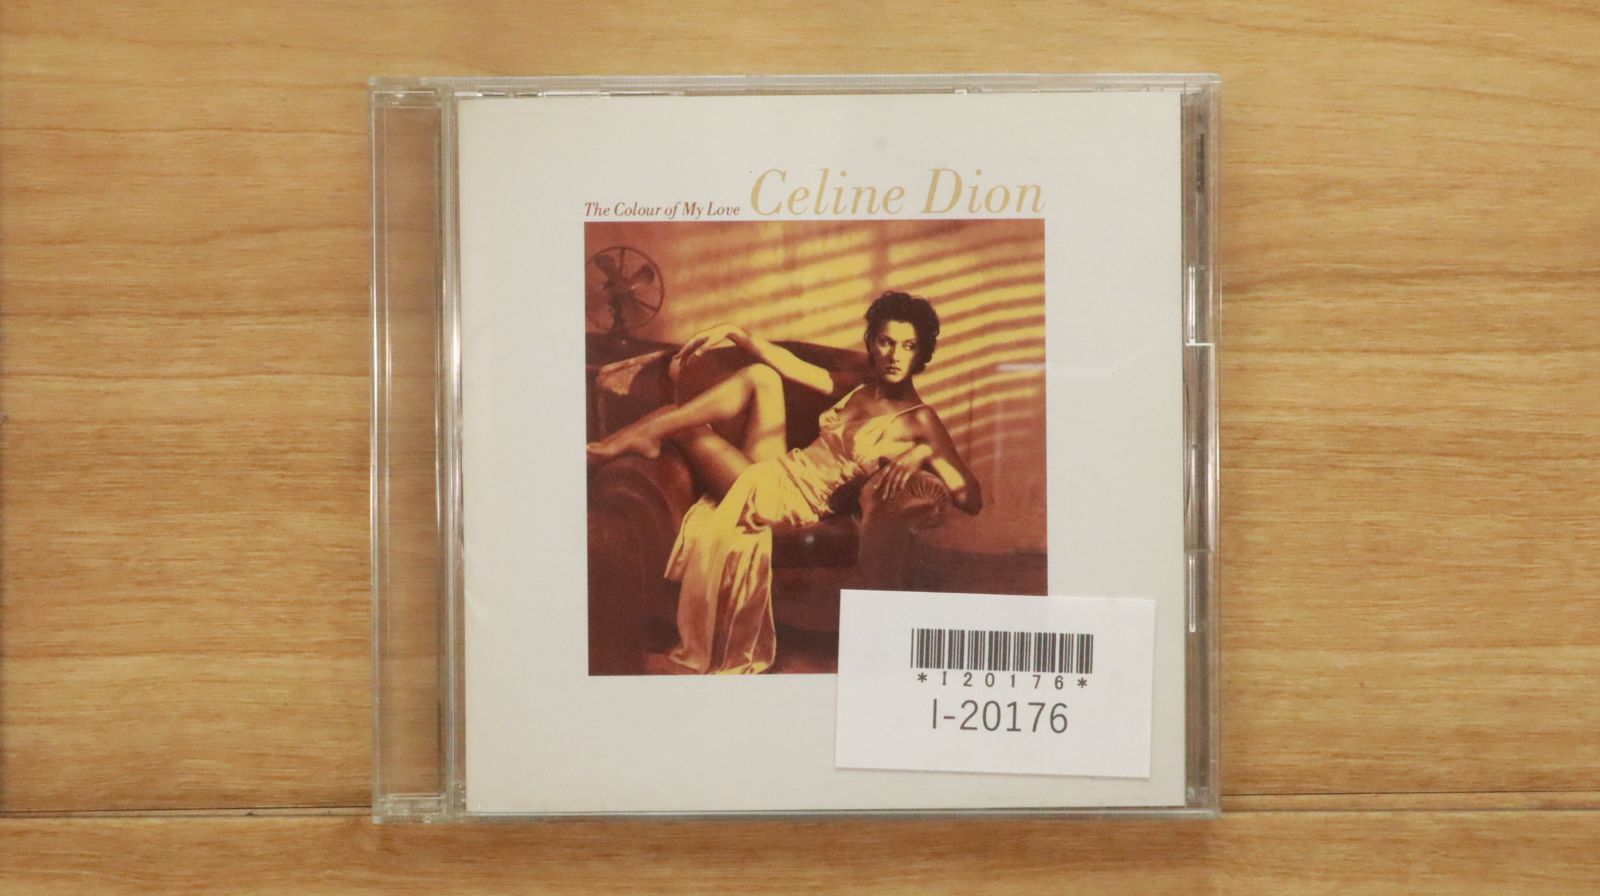 The Colour of My Love Celine Dion
*I20176*
I-20176